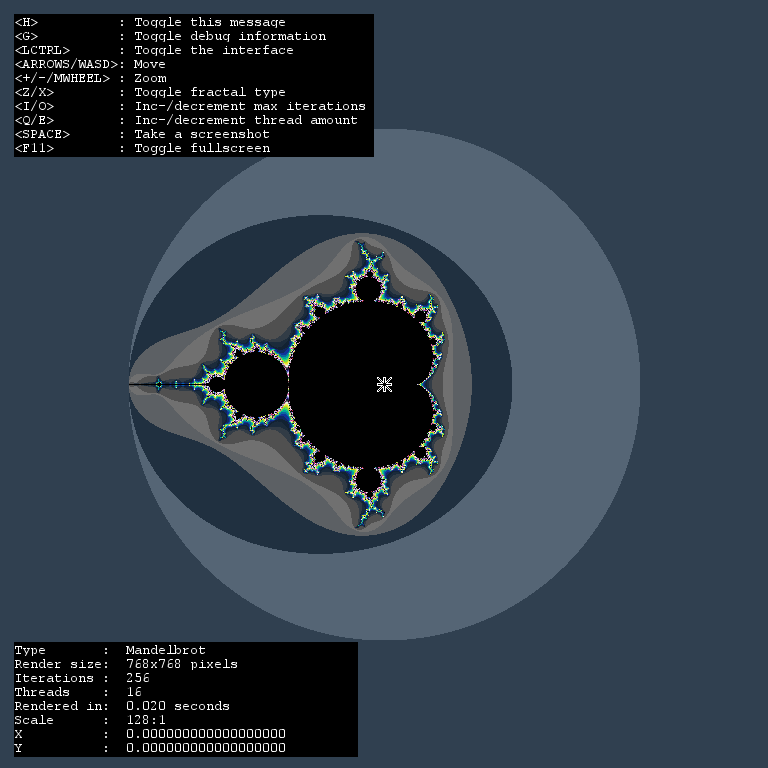 <H>          : Toggle this message
<G>          : Toggle debug information
<LCTRL>      : Toggle the interface
<ARROWS/WASD>: Move
<+/-/MWHEEL> : Zoom
<Z/X>        : Toggle fractal type
<I/O>        : Inc-/decrement max iterations
<Q/E>        : Inc-/decrement thread amount
<SPACE>      : Take a screenshot
<F11>        : Toggle fullscreen
Type       :  Mandelbrot
Render size:  768x768 pixels
Iterations :  256
Threads    :  16
Rendered in:  0.020 seconds
Scale      :  128:1
X          :  0.000000000000000000
Y          :  0.000000000000000000